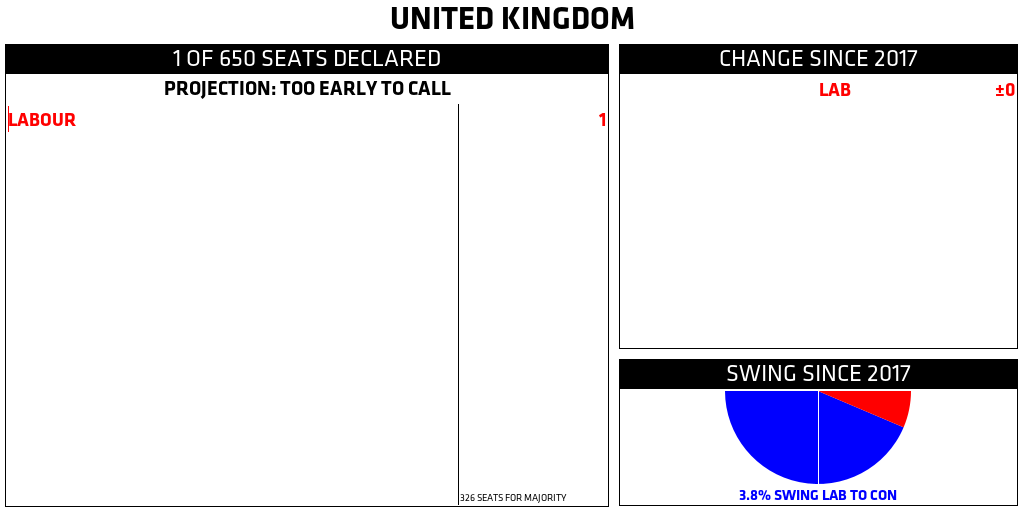 UNITED KINGDOM
1 OF 650 SEATS DECLARED
PROJECTION: TOO EARLY TO CALL
LABOUR 1
326 SEATS FOR MAJORITY
CHANGE SINCE 2017
LAB ±0
SWING SINCE 2017
3.8% SWING LAB TO CON